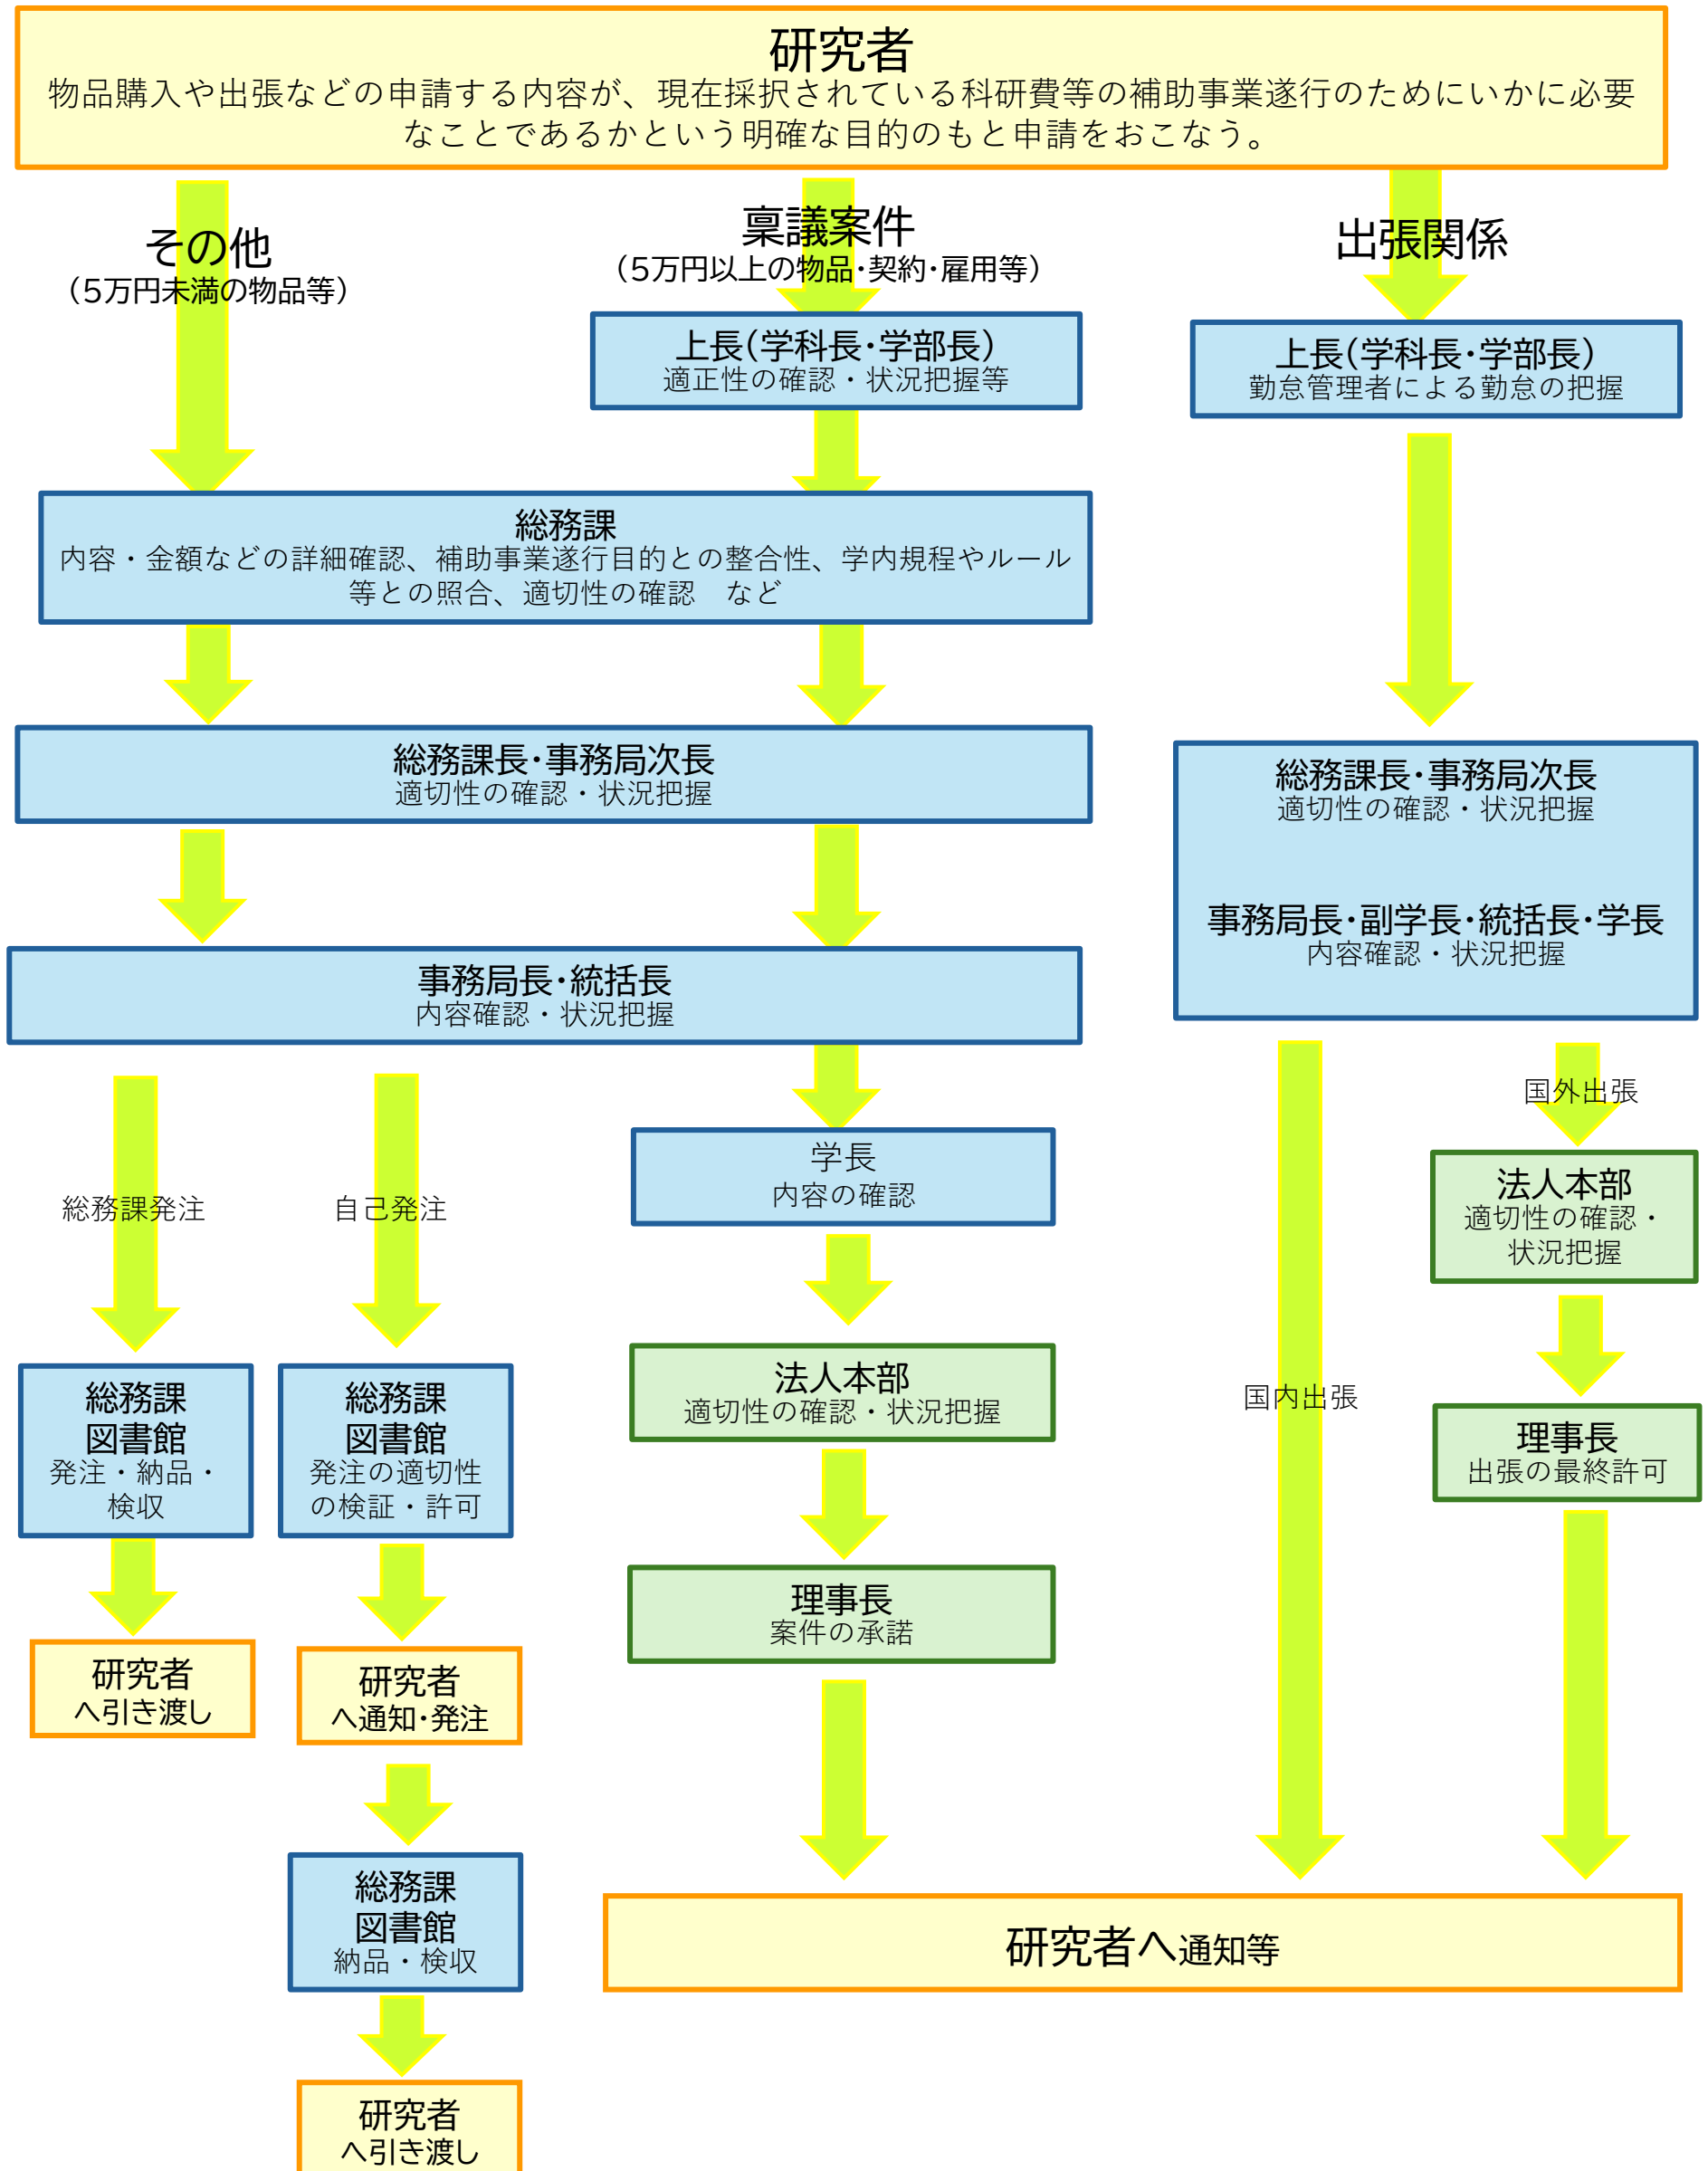 研究者
物品購入や出張などの申請する内容が、現在採択されている科研費等の補助事業遂行のためにいかに必要
なことであるかという明確な目的のもと申請をおこなう。
その他
（5万円未満の物品等）
稟議案件
（5万円以上の物品・契約・雇用等）
出張関係
上長（学科長・学部長）
適正性の確認・状況把握等
上長（学科長・学部長）
勤怠管理者による勤怠の把握
総務課
内容・金額などの詳細確認、補助事業遂行目的との整合性、学内規程やルール
等との照合、適切性の確認　など
総務課長・事務局次長
適切性の確認・状況把握
総務課長・事務局次長
適切性の確認・状況把握
事務局長・副学長・統括長・学長
内容確認・状況把握
事務局長・統括長
内容確認・状況把握
国外出張
学長
内容の確認
総務課発注
自己発注
法人本部
適切性の確認・
状況把握
法人本部
適切性の確認・状況把握
国内出張
総務課
図書館
発注・納品・
検収
総務課
図書館
発注の適切性
の検証・許可
理事長
出張の最終許可
理事長
案件の承諾
研究者
へ引き渡し
研究者
へ通知・発注
総務課
図書館
納品・検収
研究者へ通知等
研究者
へ引き渡し